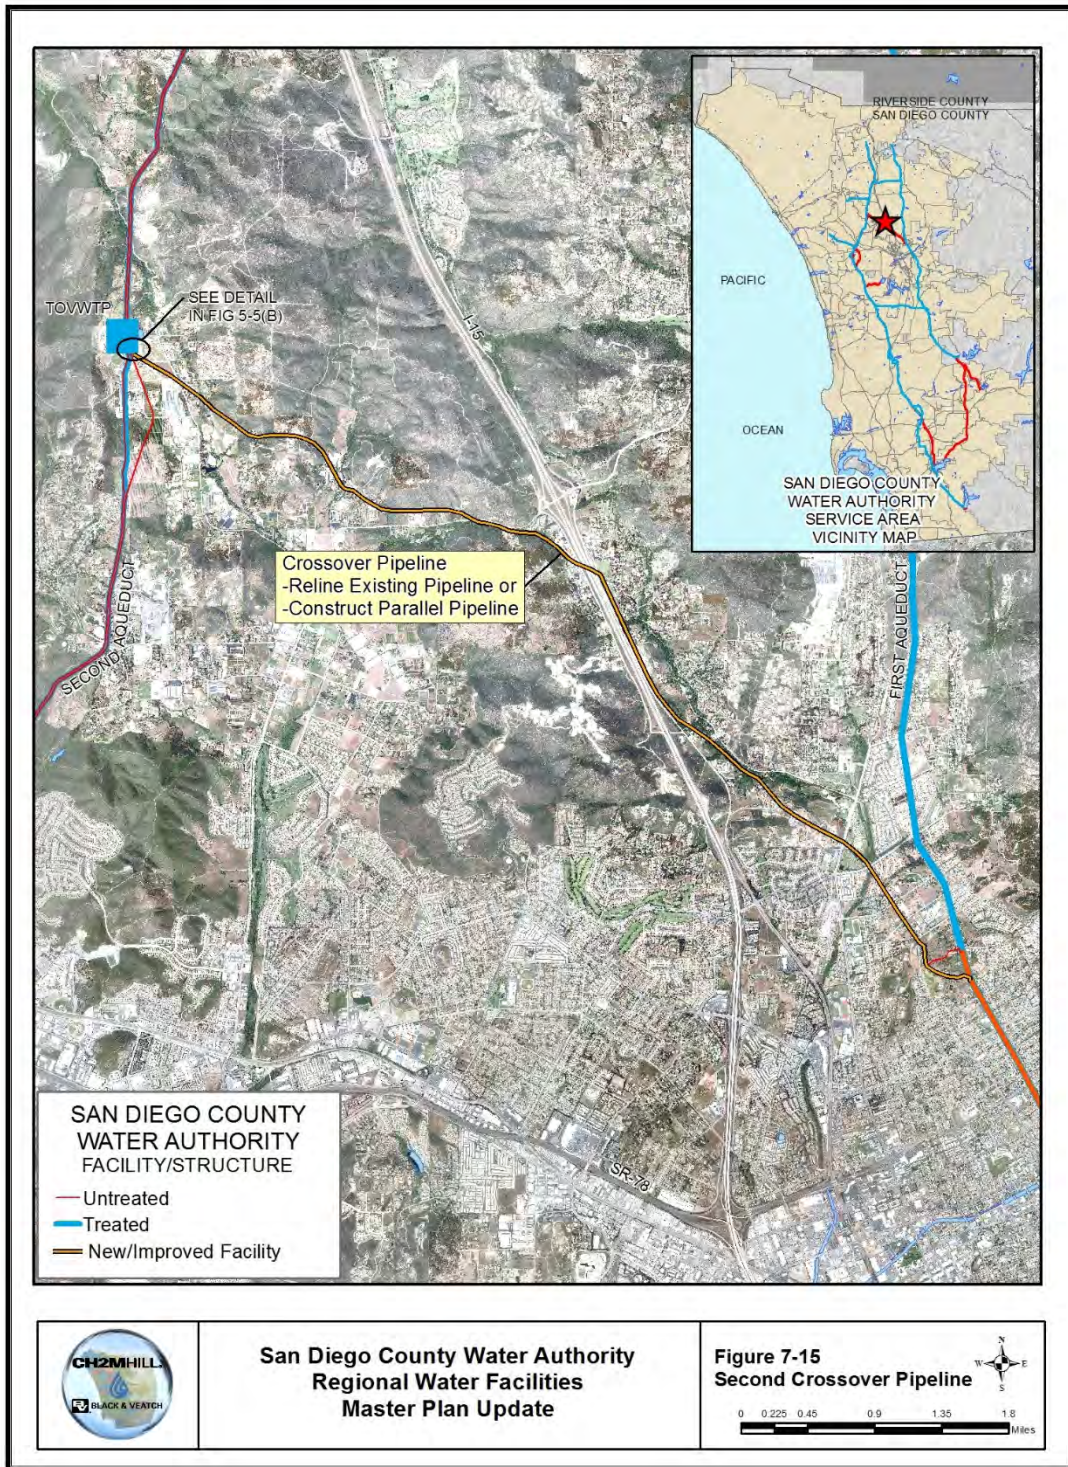 RIVERSIDE COUNTY
SAN DIEGO COUNTY
PACIFIC
OCEAN
SAN DIEGO COUNTY
WATER AUTHORITY
SERVICE AREA
VICINITY MAP
TOVWTP
SEE DETAIL
IN FIG 5-5(B)
I-15
Crossover Pipeline
-Reline Existing Pipeline or
-Construct Parallel Pipeline
SECOND AQUEDUCT
FIRST AQUEDUCT
SR-78
SAN DIEGO COUNTY
WATER AUTHORITY
FACILITY/STRUCTURE
Untreated
Treated
New/Improved Facility
CH2MHILL.
BV BLACK & VEATCH
San Diego County Water Authority
Regional Water Facilities
Master Plan Update
Figure 7-15
Second Crossover Pipeline
N
W E
S
0 0.225 0.45 0.9 1.35 1.8
Miles